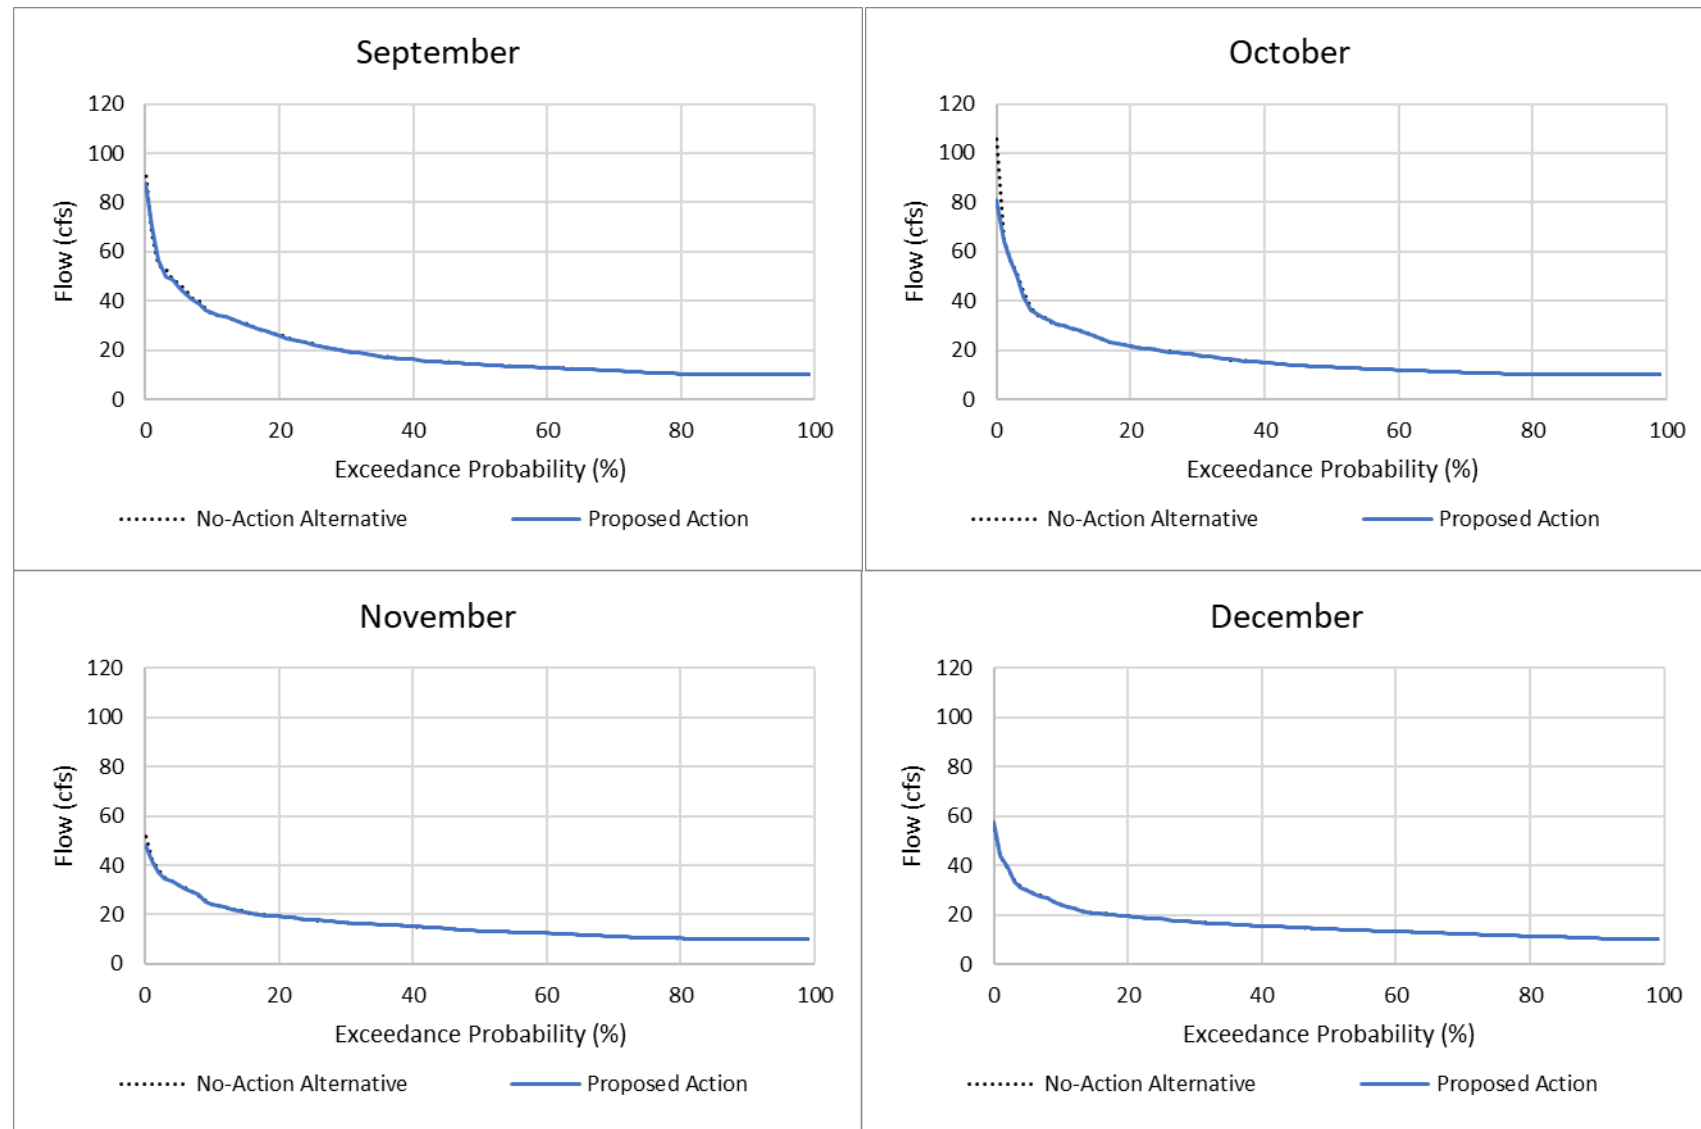 September
120
100
80
60
40
20
0
Flow (cfs)
0 20 40 60 80 100
Exceedance Probability (%)
No-Action Alternative Proposed Action
October
120
100
80
60
40
20
0
Flow (cfs)
0 20 40 60 80 100
Exceedance Probability (%)
No-Action Alternative Proposed Action
November
120
100
80
60
40
20
0
Flow (cfs)
0 20 40 60 80 100
Exceedance Probability (%)
No-Action Alternative Proposed Action
December
120
100
80
60
40
20
0
Flow (cfs)
0 20 40 60 80 100
Exceedance Probability (%)
No-Action Alternative Proposed Action